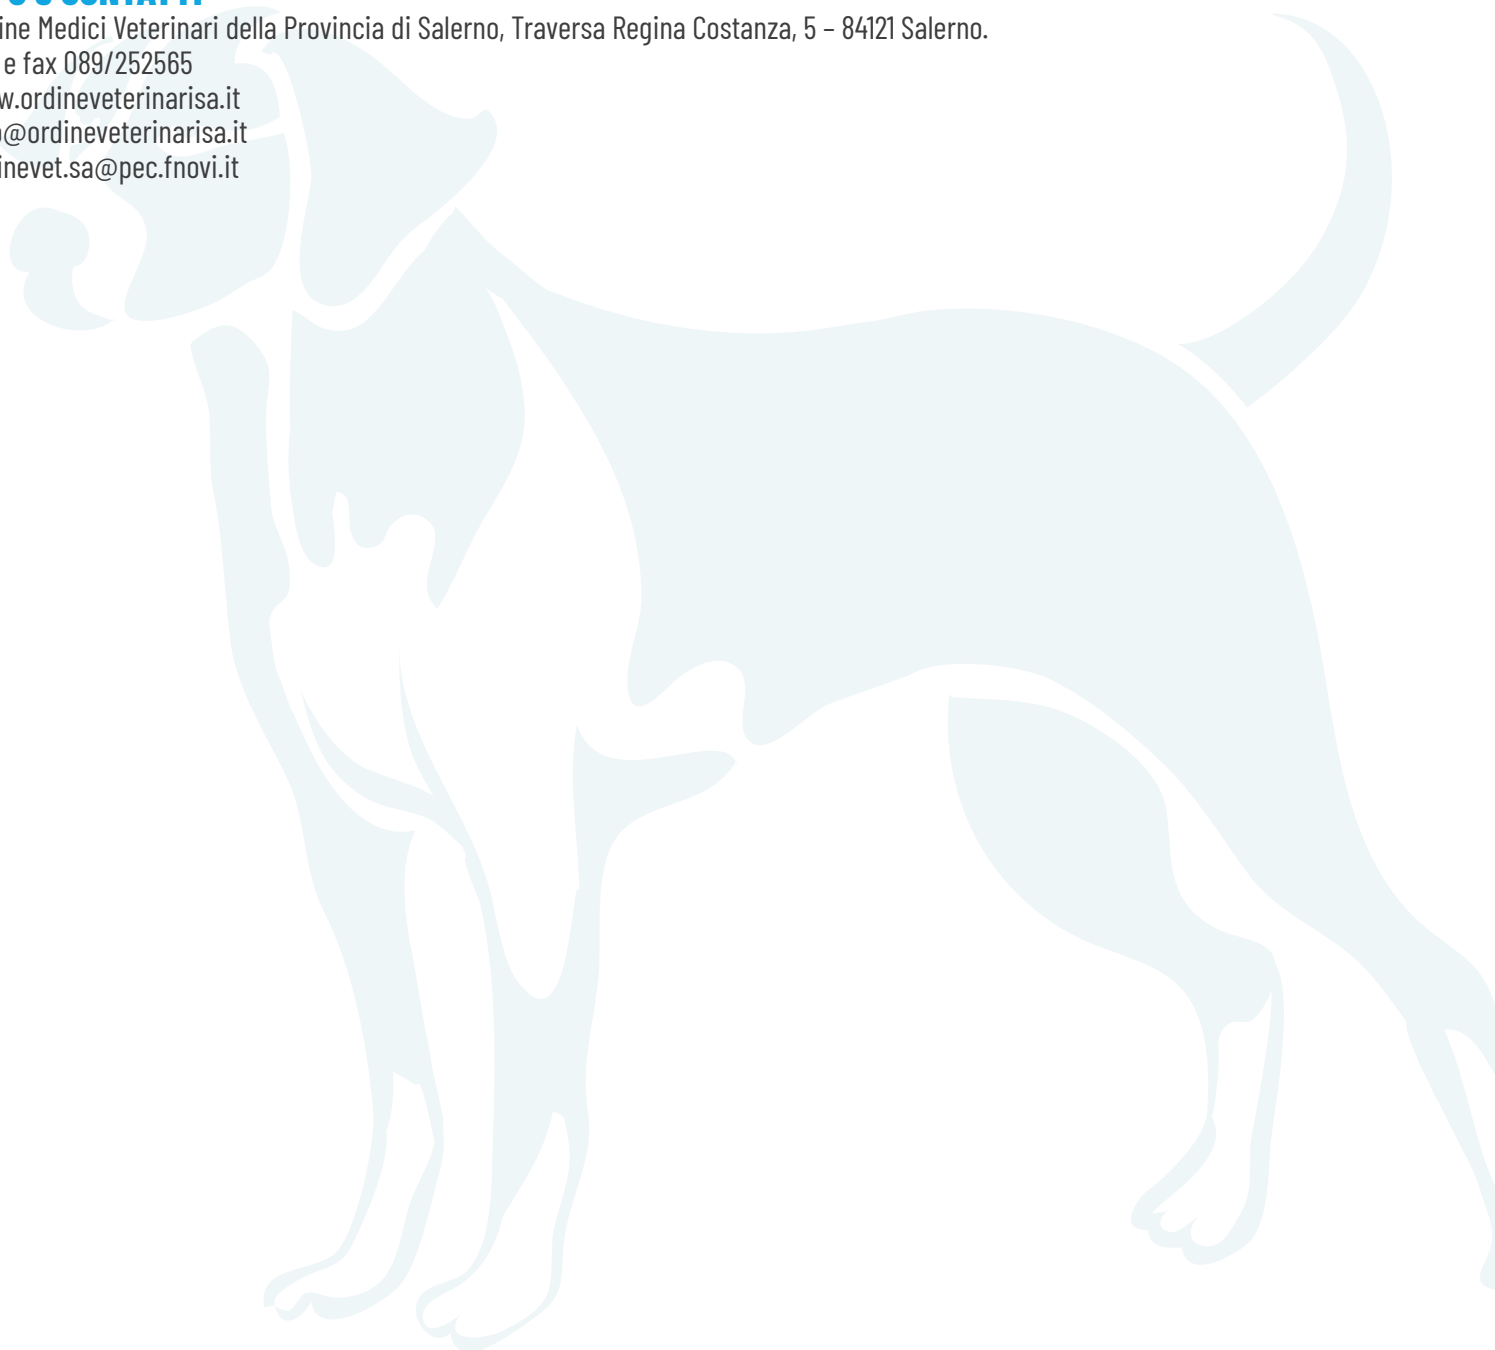 ine Medici Veterinari della Provincia di Salerno, Traversa Regina Costanza, 5 – 84121 Salerno.
e fax 089/252565
w.ordineveterinarisa.it
o@ordineveterinarisa.it
inevet.sa@pec.fnovi.it